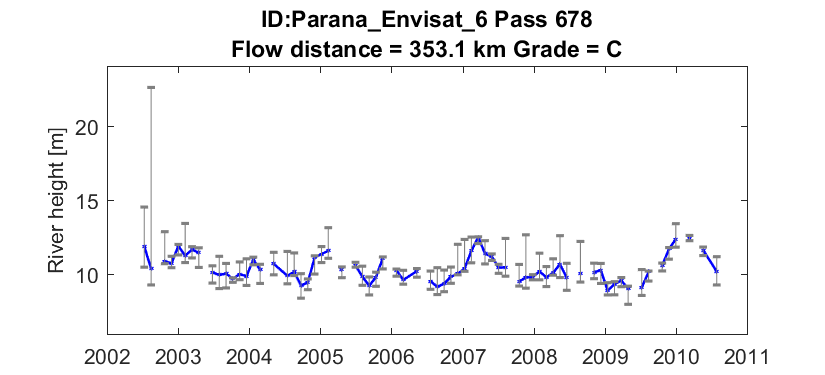 ID:Parana_Envisat_6 Pass 678
Flow distance = 353.1 km Grade = C
River height [m]
20
15
10
2002 2003 2004 2005 2006 2007 2008 2009 2010 2011